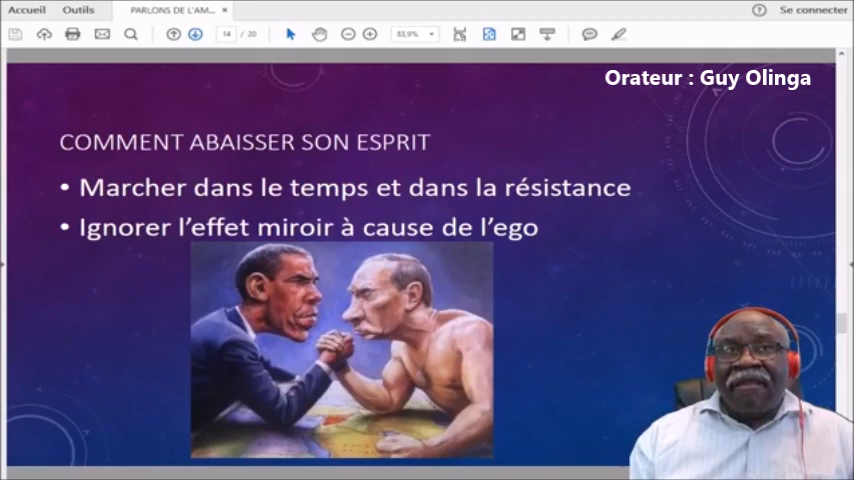 Accueil Outils PARLONS DE L'AM... × Se connecter
14 / 20 83,9%
Orateur : Guy Olinga
COMMENT ABAISSER SON ESPRIT
• Marcher dans le temps et dans la résistance
• Ignorer l'effet miroir à cause de l'ego